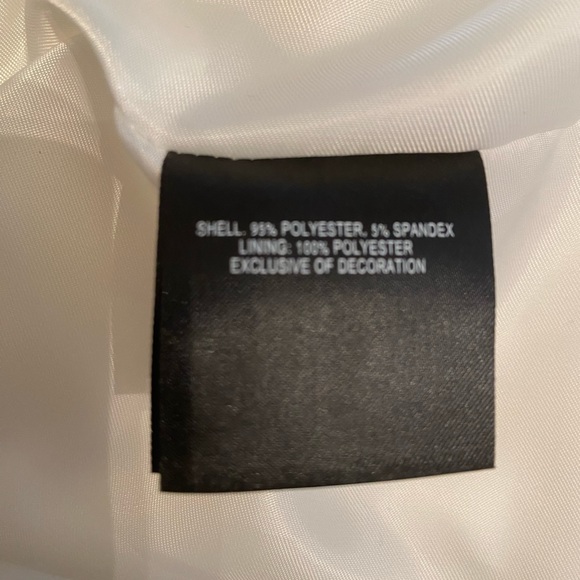 SHELL. 95% POLYESTER, 5% SPANDEX
LINING: 100% POLYESTER
EXCLUSIVE OF DECORATION